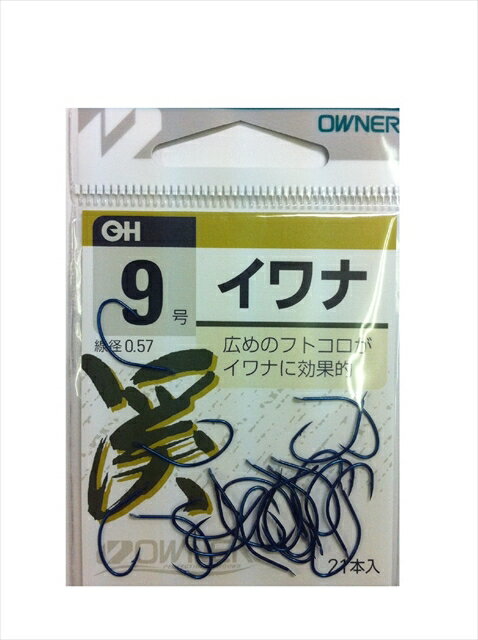 OWNER
OH
9号
線径 0.57
イワナ
広めのフトコロが
イワナに効果的
渓
OWNER
21本入